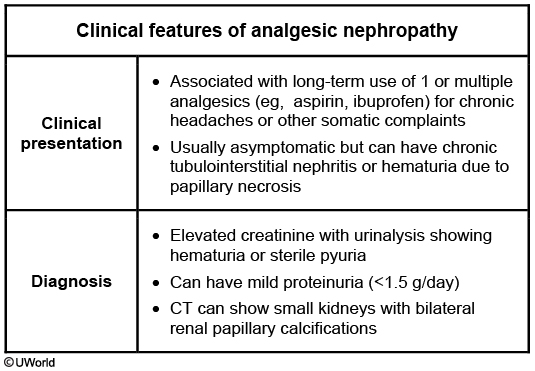 Clinical features of analgesic nephropathy
Clinical
presentation
• Associated with long-term use of 1 or multiple
analgesics (eg, aspirin, ibuprofen) for chronic
headaches or other somatic complaints
• Usually asymptomatic but can have chronic
tubulointerstitial nephritis or hematuria due to
papillary necrosis
Diagnosis
• Elevated creatinine with urinalysis showing
hematuria or sterile pyuria
• Can have mild proteinuria (<1.5 g/day)
• CT can show small kidneys with bilateral
renal papillary calcifications
©UWorld